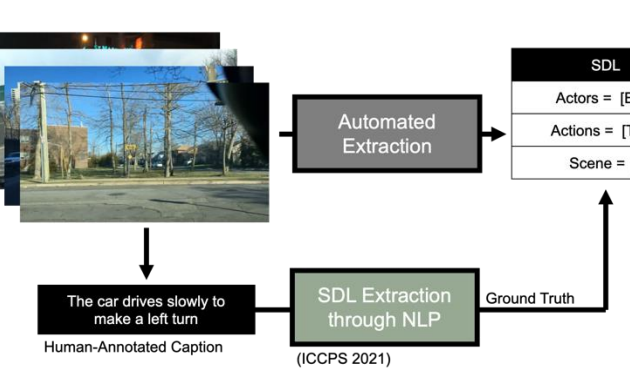 Automated
Extraction
SDL
Actors = [E
Actions = [T
Scene =
The car drives slowly to
make a left turn
Human-Annotated Caption
SDL Extraction
through NLP
(ICCPS 2021)
Ground Truth